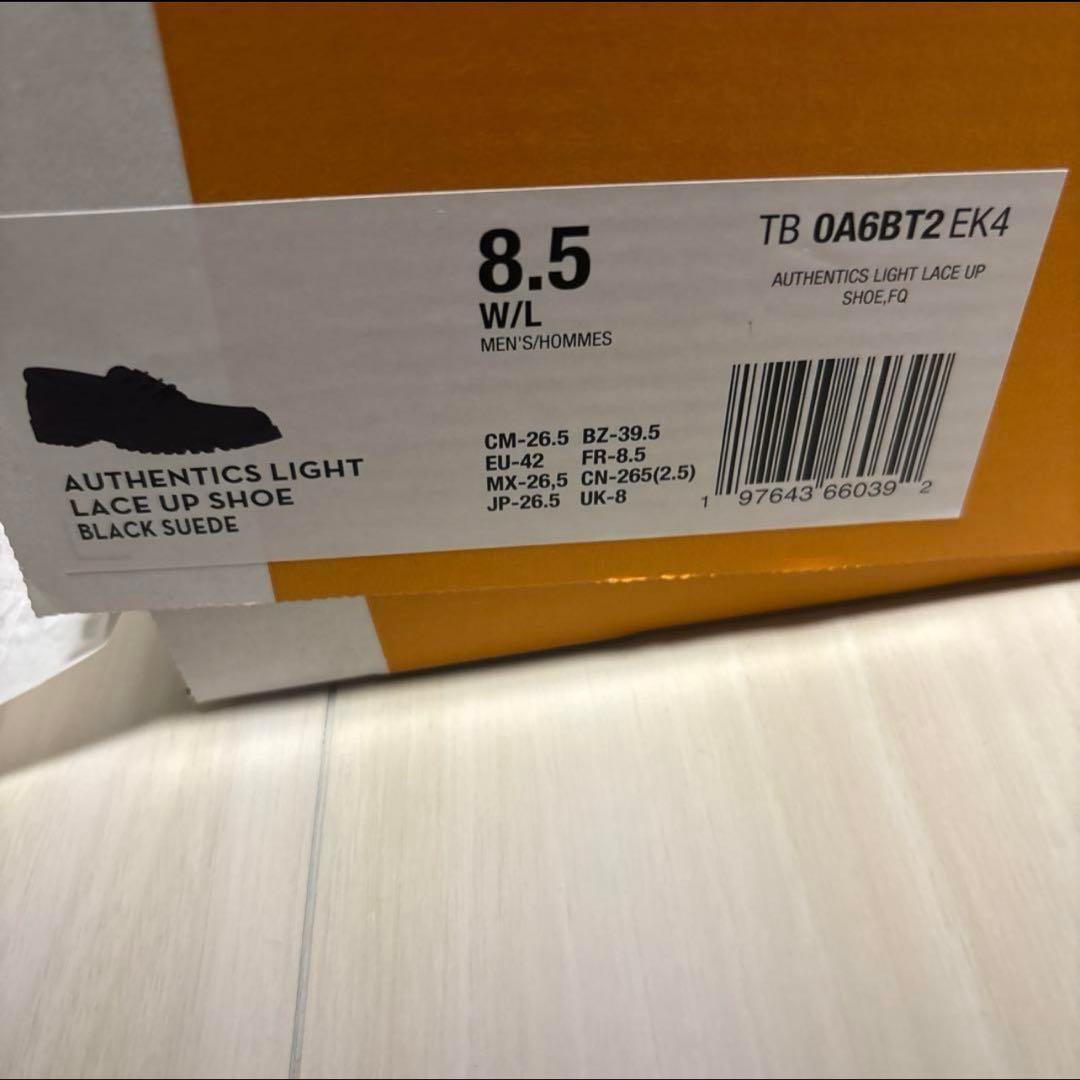 8.5
W/L
MEN'S/HOMMES
TB 0A6BT2 EK4
AUTHENTICS LIGHT LACE UP
SHOE,FQ
AUTHENTICS LIGHT
LACE UP SHOE
BLACK SUEDE
CM-26.5 BZ-39.5
EU-42 FR-8.5
MX-26,5 CN-265(2.5)
JP-26.5 UK-8
1 97643 66039 2